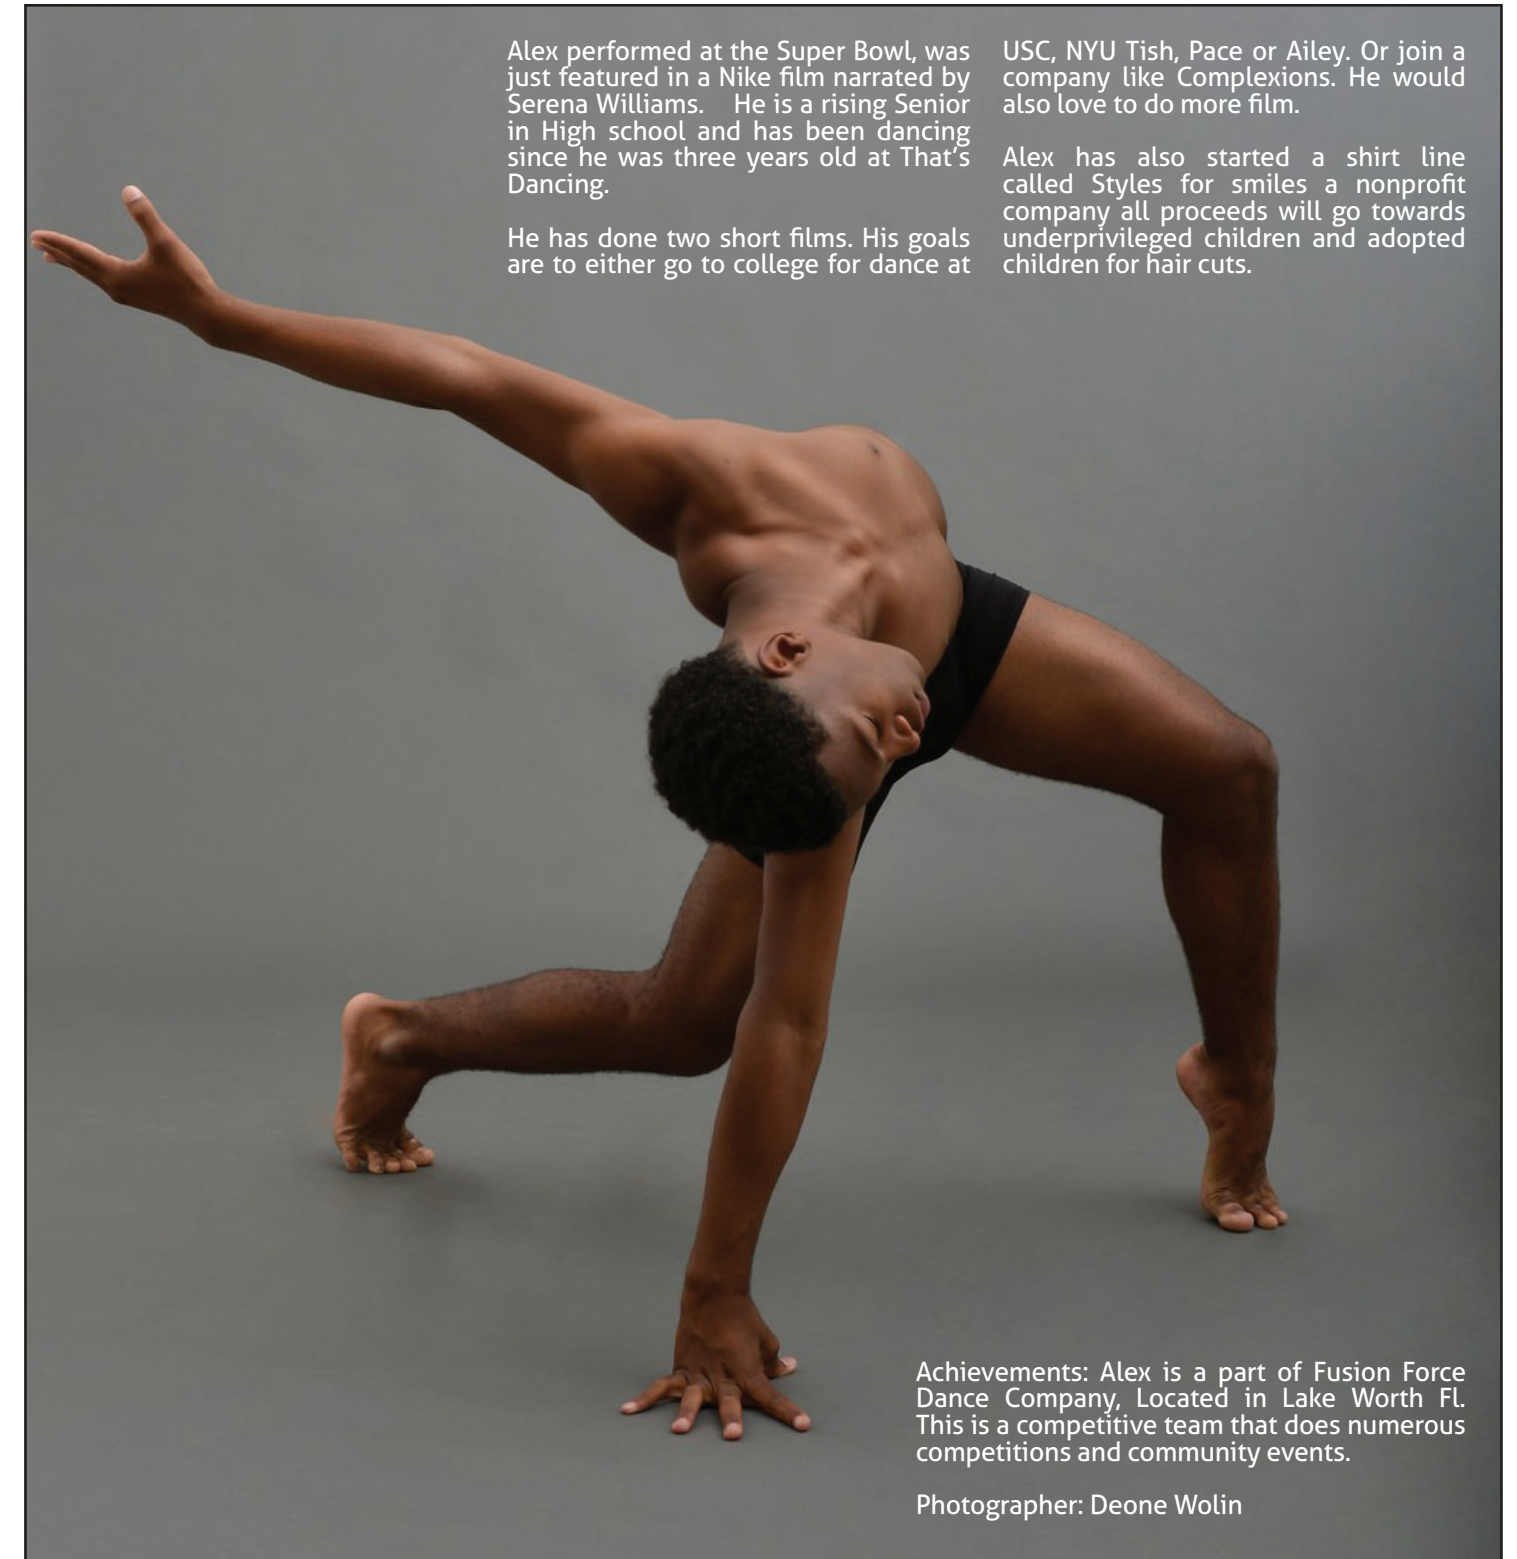 Alex performed at the Super Bowl, was
just featured in a Nike film narrated by
Serena Williams. He is a rising Senior
in High school and has been dancing
since he was three years old at That's
Dancing.
He has done two short films. His goals
are to either go to college for dance at
USC, NYU Tish, Pace or Ailey. Or join a
company like Complexions. He would
also love to do more film.
Alex has also started a shirt line
called Styles for smiles a nonprofit
company all proceeds will go towards
underprivileged children and adopted
children for hair cuts.
Achievements: Alex is a part of Fusion Force
Dance Company, Located in Lake Worth Fl.
This is a competitive team that does numerous
competitions and community events.
Photographer: Deone Wolin